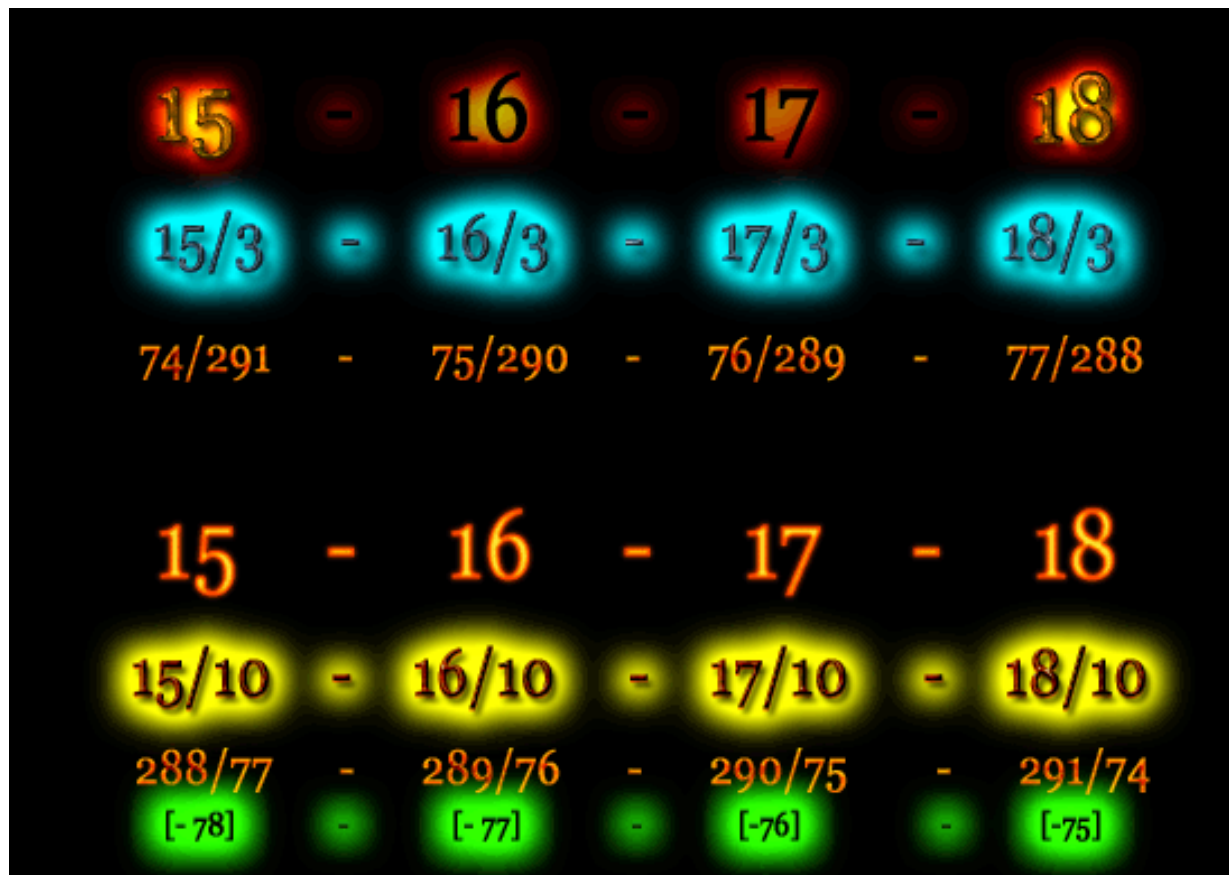 15 - 16 - 17 - 18
15/3 - 16/3 - 17/3 - 18/3
74/291 - 75/290 - 76/289 - 77/288
15 - 16 - 17 - 18
15/10 - 16/10 - 17/10 - 18/10
288/77 - 289/76 - 290/75 - 291/74
[- 78] - [- 77] - [-76] - [-75]